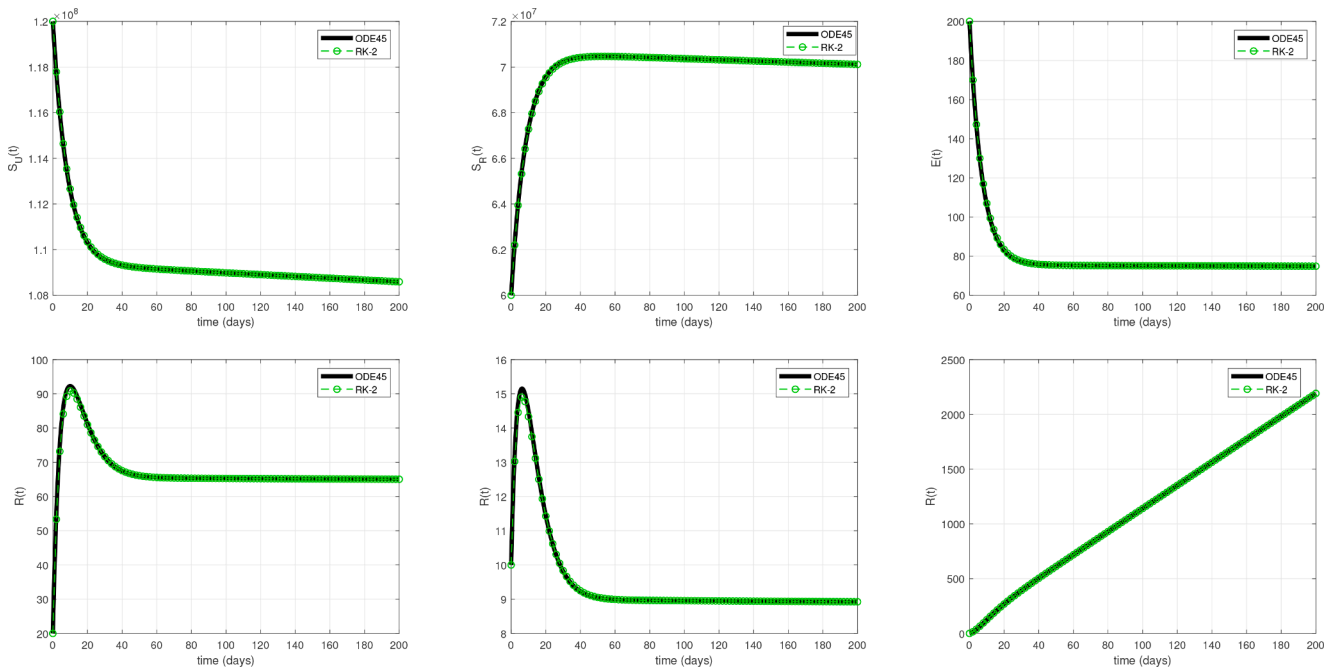 ×10⁸
1.2
1.18
1.16
1.14
1.12
1.1
1.08
S_U(t)
0 20 40 60 80 100 120 140 160 180 200
time (days)
ODE45
RK-2
×10⁷
7.2
7
6.8
6.6
6.4
6.2
6
S_R(t)
0 20 40 60 80 100 120 140 160 180 200
time (days)
ODE45
RK-2
200
180
160
140
120
100
80
60
E(t)
0 20 40 60 80 100 120 140 160 180 200
time (days)
ODE45
RK-2
100
90
80
70
60
50
40
30
20
R(t)
0 20 40 60 80 100 120 140 160 180 200
time (days)
ODE45
RK-2
16
15
14
13
12
11
10
9
8
R(t)
0 20 40 60 80 100 120 140 160 180 200
time (days)
ODE45
RK-2
2500
2000
1500
1000
500
0
R(t)
0 20 40 60 80 100 120 140 160 180 200
time (days)
ODE45
RK-2